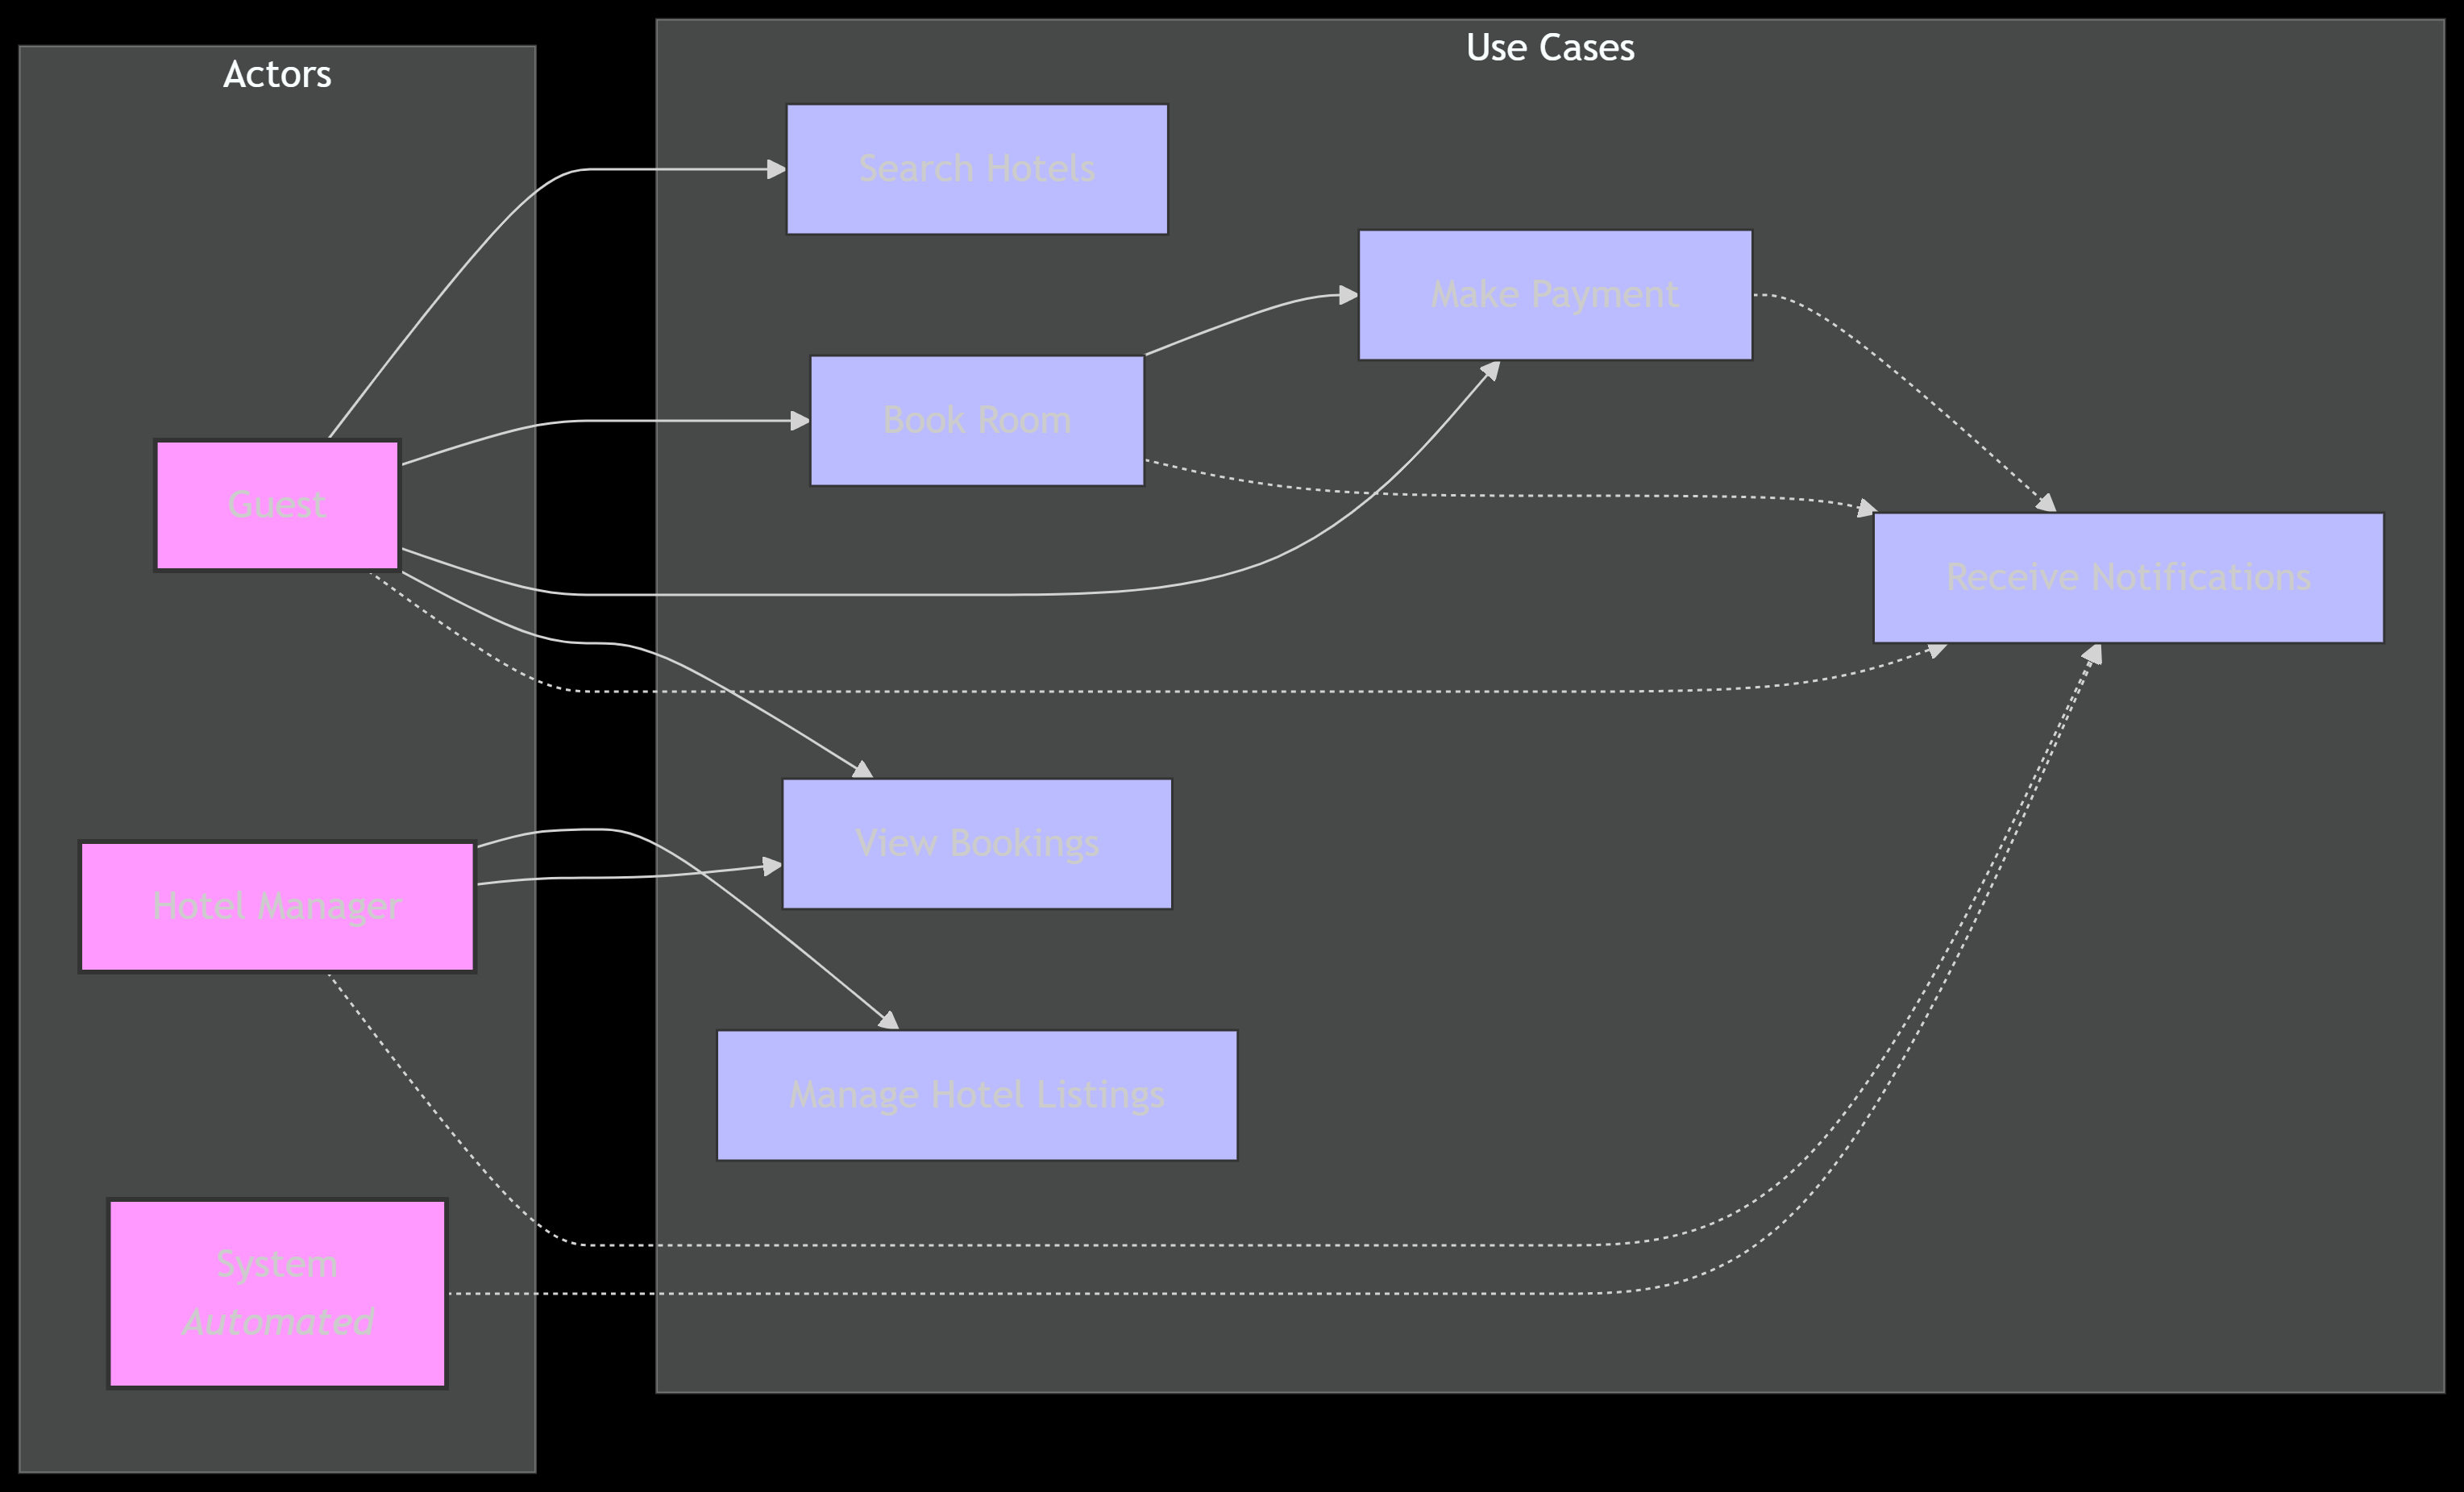 Actors
Guest
Hotel Manager
System
Automated
Use Cases
Search Hotels
Make Payment
Book Room
Receive Notifications
View Bookings
Manage Hotel Listings